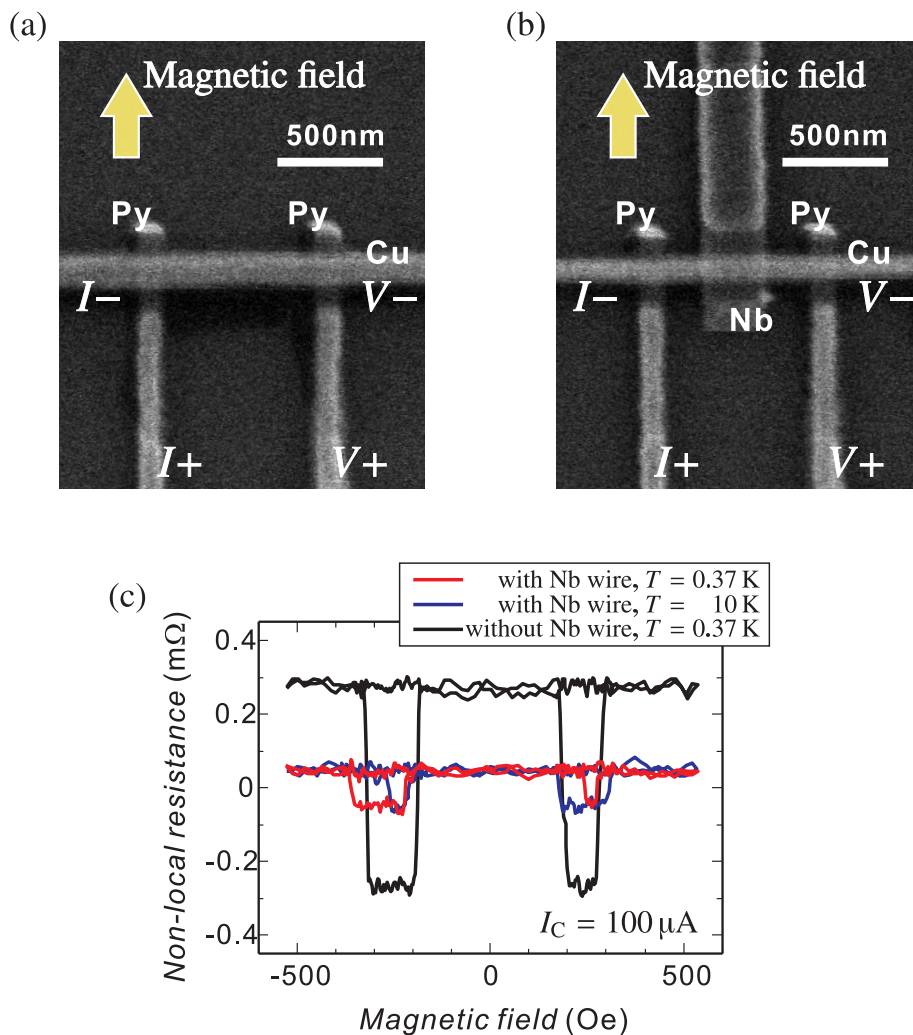 (a)
Magnetic field
500nm
Py
Py
Cu
I−
V−
I+
V+
(b)
Magnetic field
500nm
Py
Py
Cu
I−
V−
Nb
I+
V+
(c)
with Nb wire, T = 0.37 K
with Nb wire, T = 10 K
without Nb wire, T = 0.37 K
Non-local resistance (mΩ)
0.4
0.2
0
-0.2
-0.4
I_C = 100 μA
-500
0
500
Magnetic field (Oe)